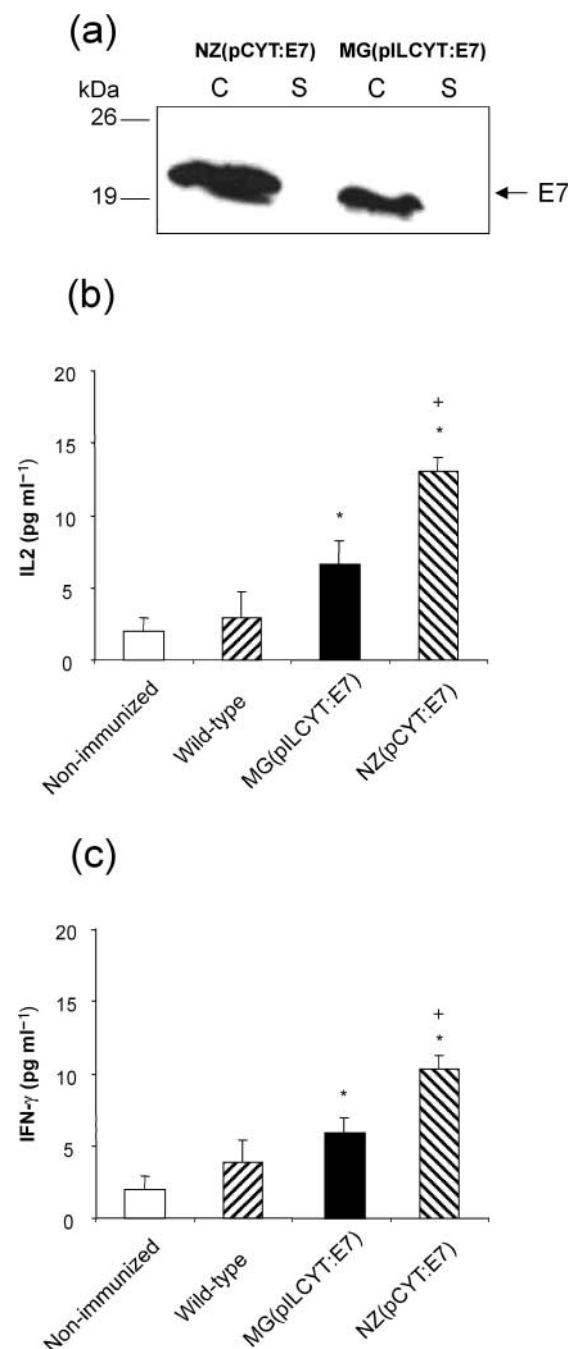 (a)
NZ(pCYT:E7) MG(pILCYT:E7)
kDa C S C S
26
19 E7
(b)
20
15
10
5
0
IL2 (pg ml⁻¹)
+
*
*
Non-immunized
Wild-type
MG(pILCYT:E7)
NZ(pCYT:E7)
(c)
20
15
10
5
0
IFN-γ (pg ml⁻¹)
+
*
*
Non-immunized
Wild-type
MG(pILCYT:E7)
NZ(pCYT:E7)